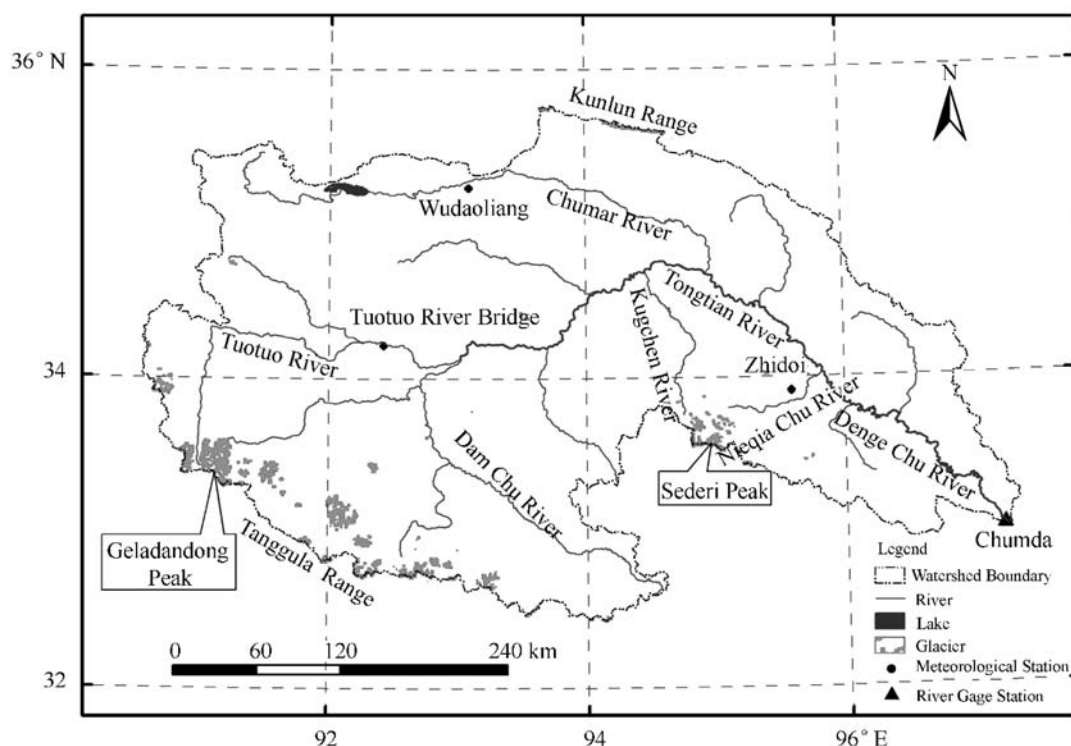 36° N
N
Kunlun Range
Wudaoliang
Chumar River
Tuotuo River Bridge
Tongtian River
Kugchen River
Tuotuo River
34
Zhidoi
Nieqia Chu River
Denge Chu River
Dam Chu River
Sederi Peak
Geladandong
Peak
Tanggula Range
Chumda
Legend
Watershed Boundary
River
Lake
Glacier
Meteorological Station
River Gage Station
0 60 120 240 km
32
92 94 96° E